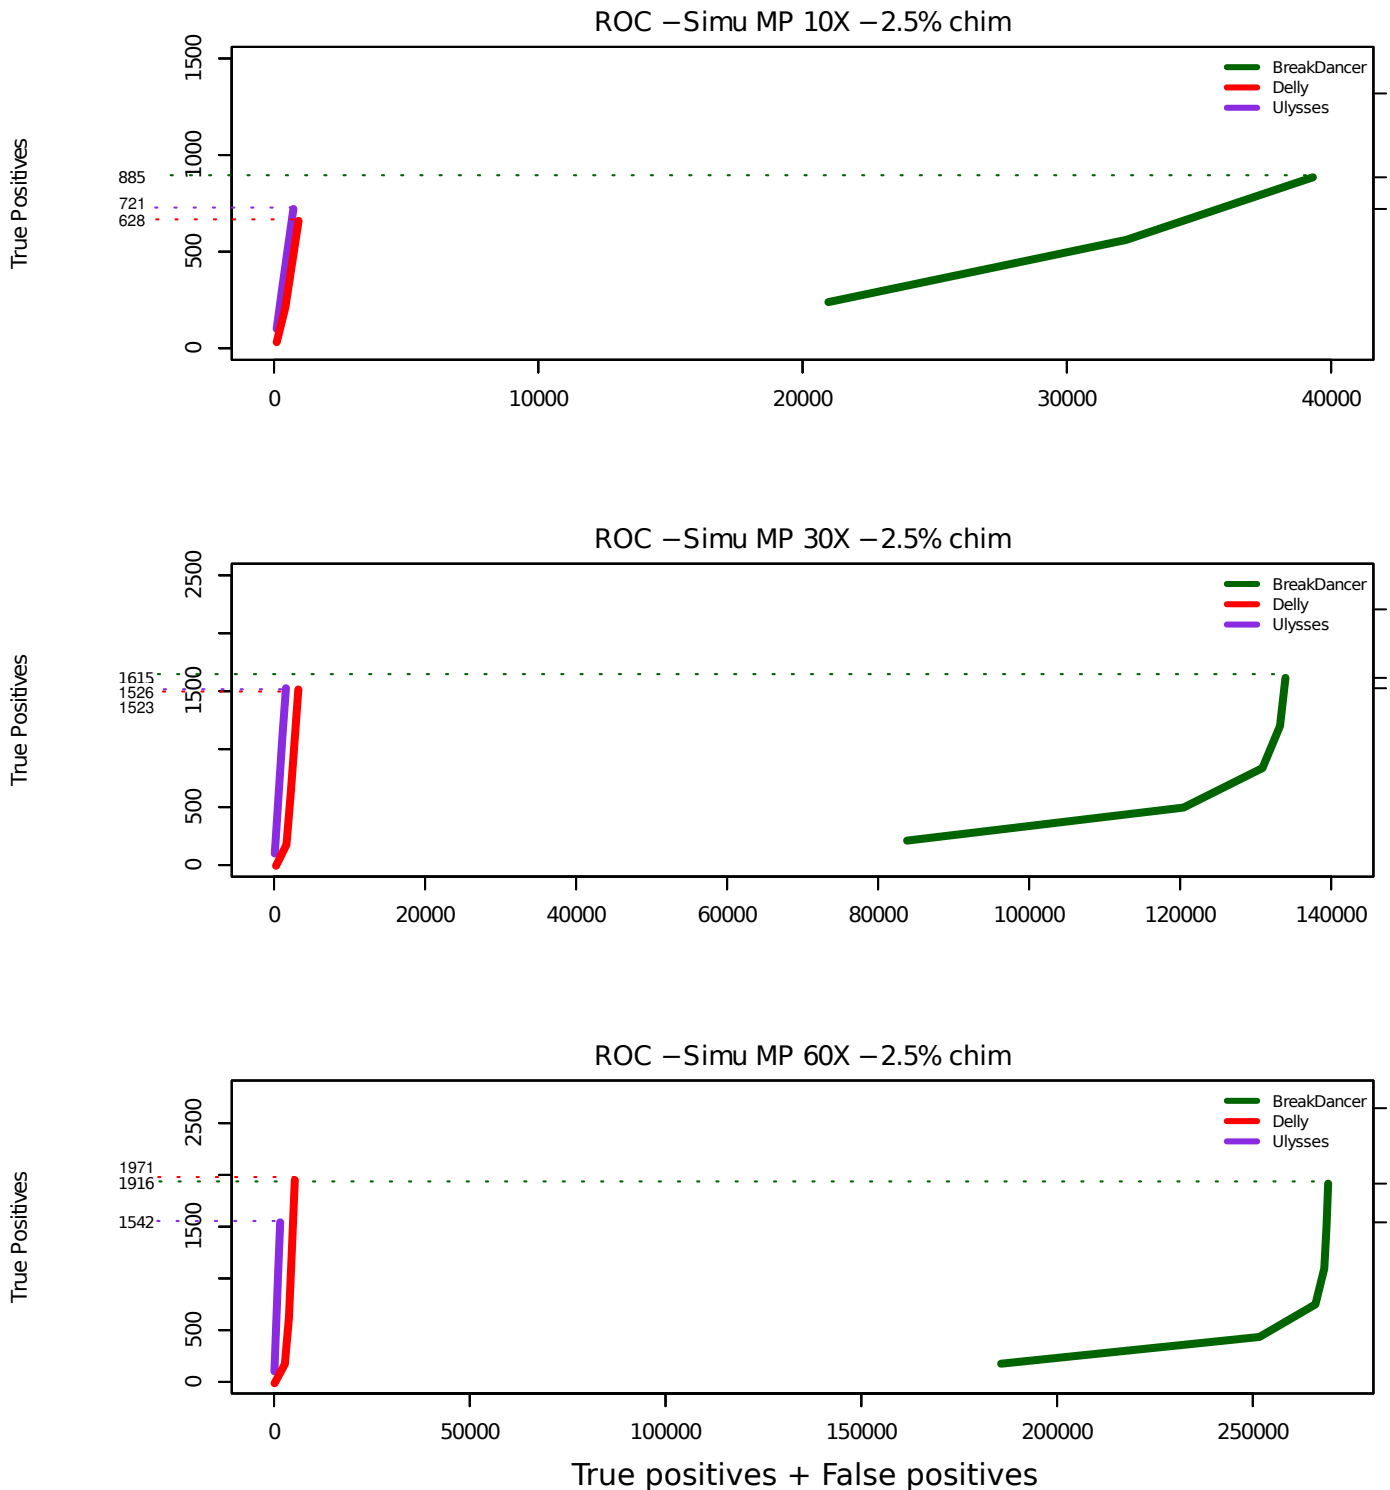 ROC −Simu MP 10X −2.5% chim
True Positives
1500
1000
500
0
885
721
628
BreakDancer
Delly
Ulysses
0 10000 20000 30000 40000
ROC −Simu MP 30X −2.5% chim
True Positives
2500
1500
500
0
1615
1526
1523
BreakDancer
Delly
Ulysses
0 20000 40000 60000 80000 100000 120000 140000
ROC −Simu MP 60X −2.5% chim
True Positives
2500
1500
500
0
1971
1916
1542
BreakDancer
Delly
Ulysses
0 50000 100000 150000 200000 250000
True positives + False positives